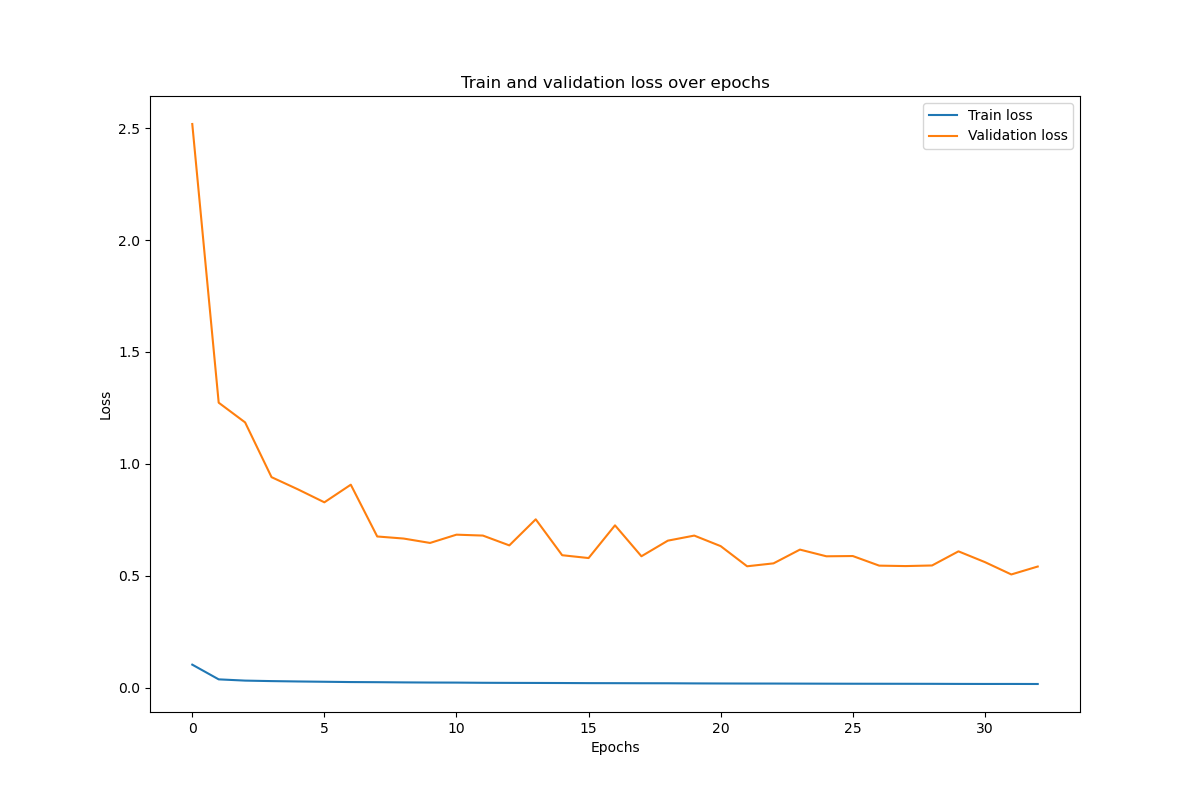 Train and validation loss over epochs
Train loss
Validation loss
2.5
2.0
1.5
1.0
0.5
0.0
Loss
0 5 10 15 20 25 30
Epochs